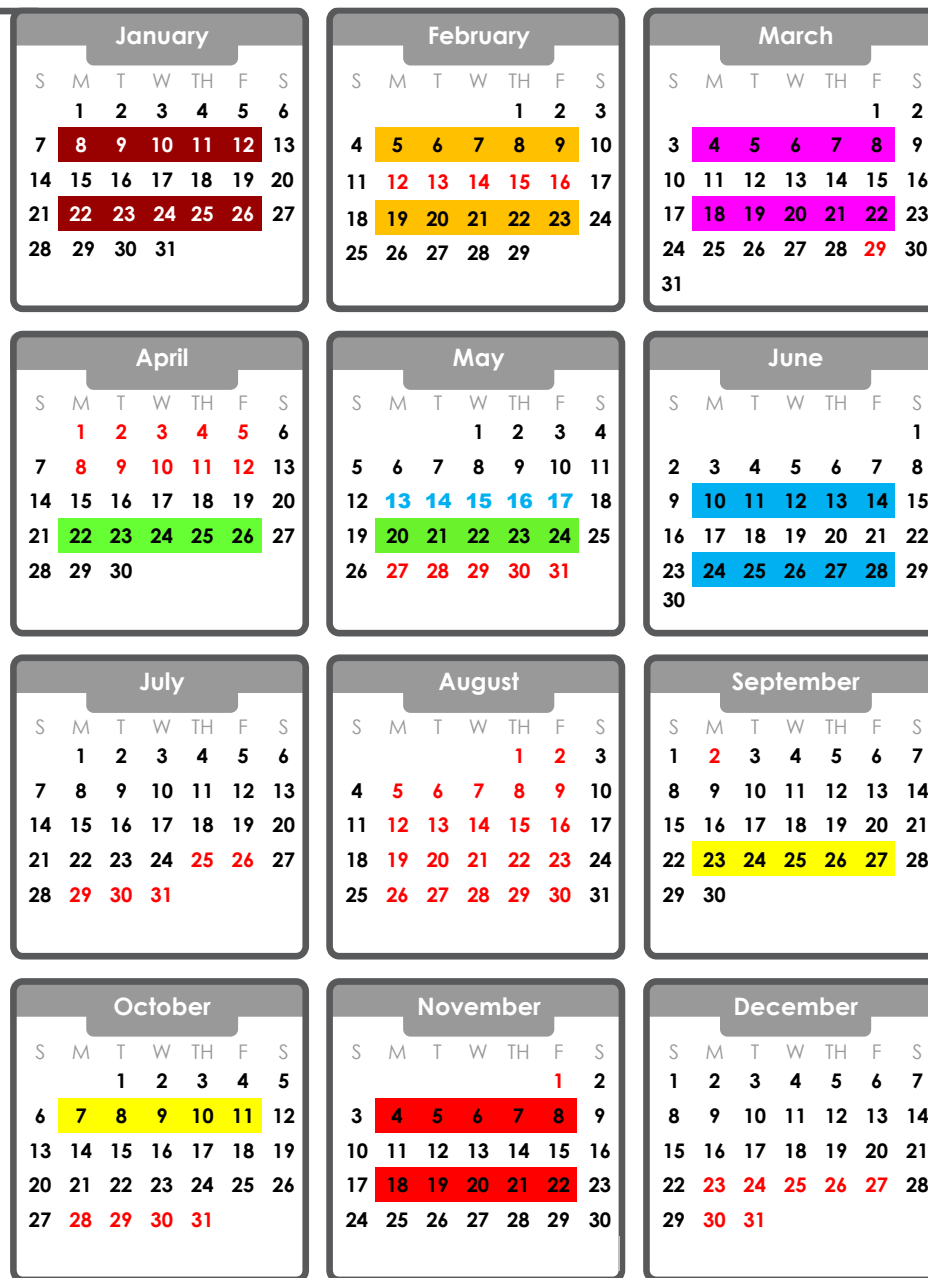 January
S M T W TH F S
1 2 3 4 5 6
7 8 9 10 11 12 13
14 15 16 17 18 19 20
21 22 23 24 25 26 27
28 29 30 31
February
S M T W TH F S
1 2 3
4 5 6 7 8 9 10
11 12 13 14 15 16 17
18 19 20 21 22 23 24
25 26 27 28 29
March
S M T W TH F S
1 2
3 4 5 6 7 8 9
10 11 12 13 14 15 16
17 18 19 20 21 22 23
24 25 26 27 28 29 30
31
April
S M T W TH F S
1 2 3 4 5 6
7 8 9 10 11 12 13
14 15 16 17 18 19 20
21 22 23 24 25 26 27
28 29 30
May
S M T W TH F S
1 2 3 4
5 6 7 8 9 10 11
12 13 14 15 16 17 18
19 20 21 22 23 24 25
26 27 28 29 30 31
June
S M T W TH F S
1
2 3 4 5 6 7 8
9 10 11 12 13 14 15
16 17 18 19 20 21 22
23 24 25 26 27 28 29
30
July
S M T W TH F S
1 2 3 4 5 6
7 8 9 10 11 12 13
14 15 16 17 18 19 20
21 22 23 24 25 26 27
28 29 30 31
August
S M T W TH F S
1 2 3
4 5 6 7 8 9 10
11 12 13 14 15 16 17
18 19 20 21 22 23 24
25 26 27 28 29 30 31
September
S M T W TH F S
1 2 3 4 5 6 7
8 9 10 11 12 13 14
15 16 17 18 19 20 21
22 23 24 25 26 27 28
29 30
October
S M T W TH F S
1 2 3 4 5
6 7 8 9 10 11 12
13 14 15 16 17 18 19
20 21 22 23 24 25 26
27 28 29 30 31
November
S M T W TH F S
1 2
3 4 5 6 7 8 9
10 11 12 13 14 15 16
17 18 19 20 21 22 23
24 25 26 27 28 29 30
December
S M T W TH F S
1 2 3 4 5 6 7
8 9 10 11 12 13 14
15 16 17 18 19 20 21
22 23 24 25 26 27 28
29 30 31